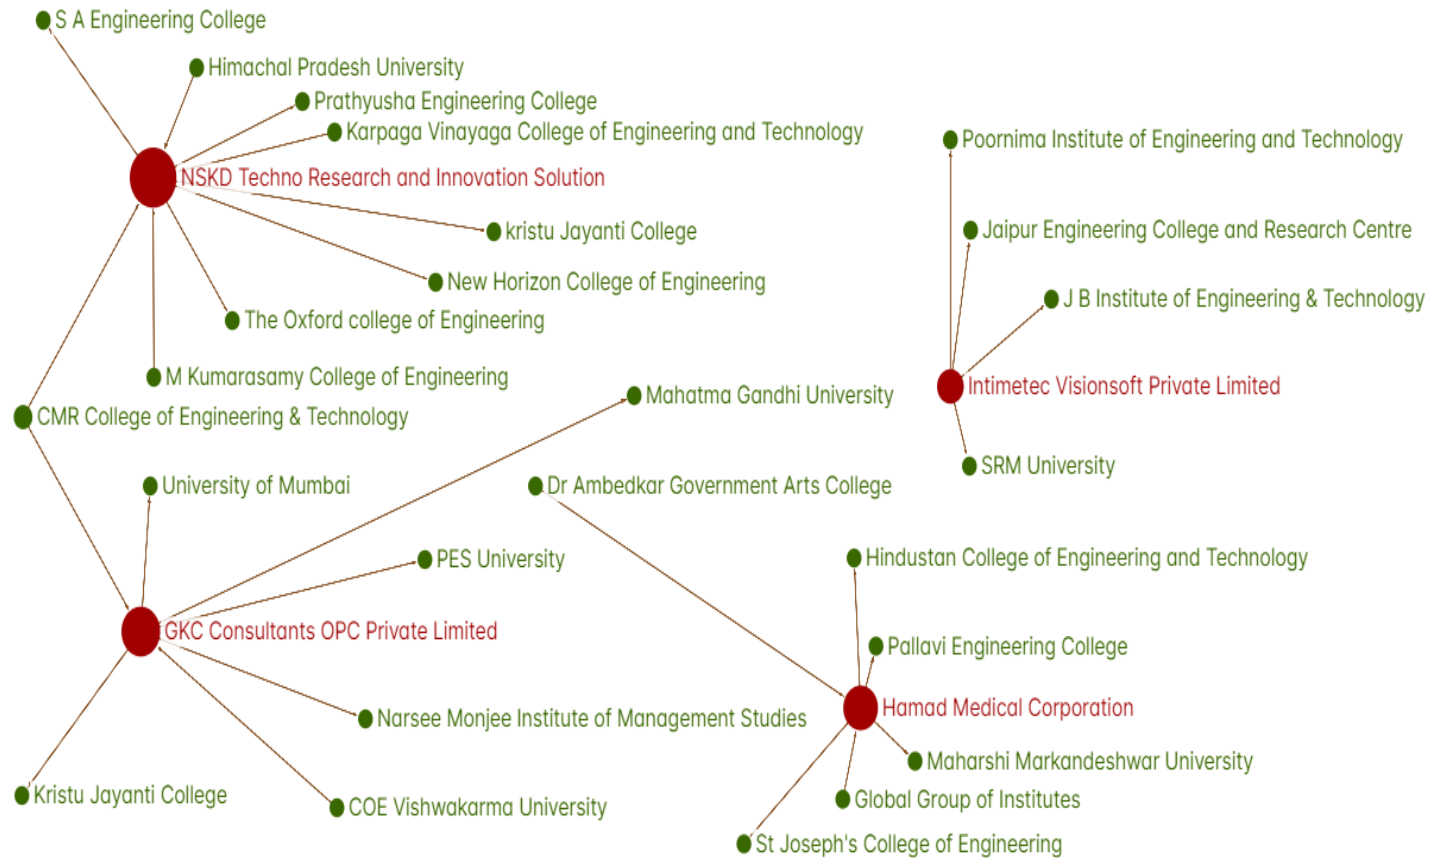 S A Engineering College
Himachal Pradesh University
Prathyusha Engineering College
Karpaga Vinayaga College of Engineering and Technology
Poornima Institute of Engineering and Technology
NSKD Techno Research and Innovation Solution
kristu Jayanti College
Jaipur Engineering College and Research Centre
New Horizon College of Engineering
J B Institute of Engineering & Technology
The Oxford college of Engineering
M Kumarasamy College of Engineering
Intimetec Visionsoft Private Limited
Mahatma Gandhi University
CMR College of Engineering & Technology
SRM University
University of Mumbai
Dr Ambedkar Government Arts College
PES University
Hindustan College of Engineering and Technology
GKC Consultants OPC Private Limited
Pallavi Engineering College
Hamad Medical Corporation
Narsee Monjee Institute of Management Studies
Maharshi Markandeshwar University
Kristu Jayanti College
Global Group of Institutes
COE Vishwakarma University
St Joseph's College of Engineering